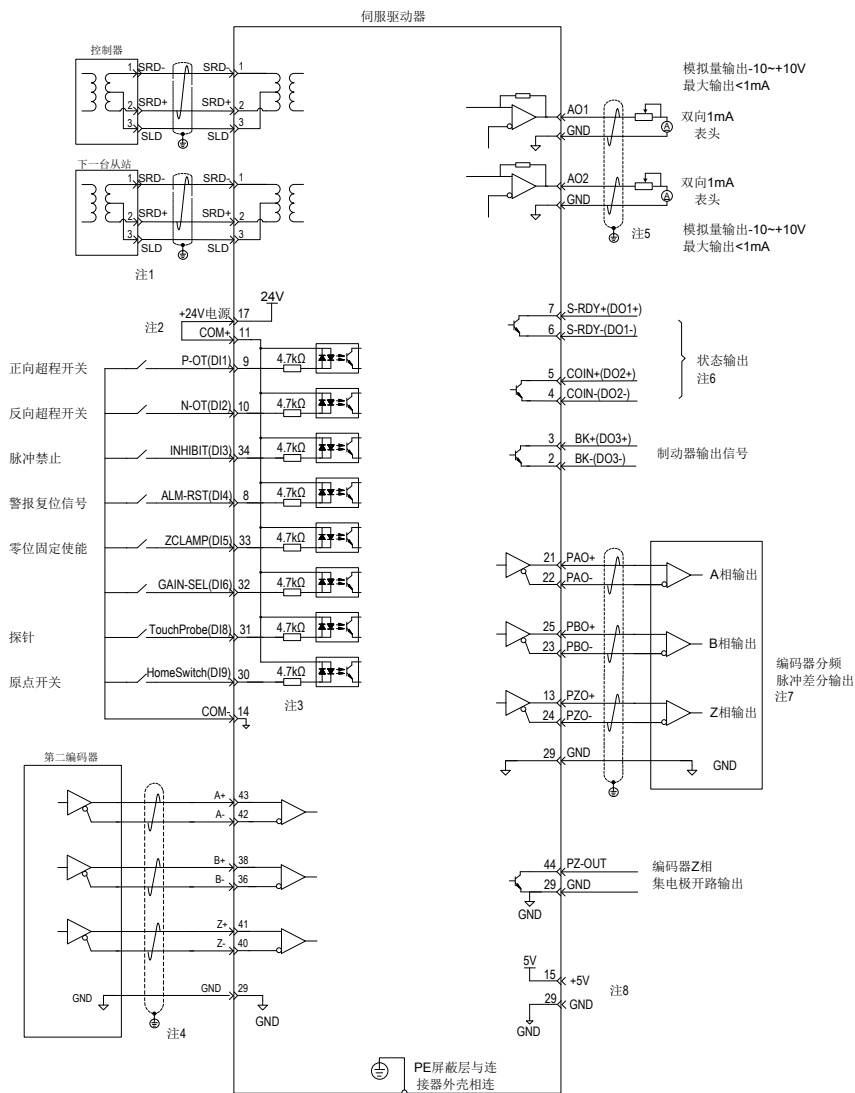 伺服驱动器
控制器
1 SRD- SRD- 1
2 SRD+ SRD+ 2
3 SLD SLD 3
下一台从站
1 SRD- SRD- 1
2 SRD+ SRD+ 2
3 SLD SLD 3
注1
24V
+24V电源 17
注2
COM+ 11
正向超程开关 P-OT(DI1) 9 4.7kΩ
反向超程开关 N-OT(DI2) 10 4.7kΩ
脉冲禁止 INHIBIT(DI3) 34 4.7kΩ
警报复位信号 ALM-RST(DI4) 8 4.7kΩ
零位固定使能 ZCLAMP(DI5) 33 4.7kΩ
GAIN-SEL(DI6) 32 4.7kΩ
探针 TouchProbe(DI8) 31 4.7kΩ
原点开关 HomeSwitch(DI9) 30 4.7kΩ
注3
COM- 14
第二编码器
A+ 43
A- 42
B+ 38
B- 36
Z+ 41
Z- 40
GND GND 29
GND
注4
模拟量输出-10~+10V
最大输出<1mA
AO1
GND
双向1mA
表头
A
AO2
GND
双向1mA
表头
A
注5
模拟量输出-10~+10V
最大输出<1mA
7 S-RDY+(DO1+)
6 S-RDY-(DO1-)
5 COIN+(DO2+)
4 COIN-(DO2-)
状态输出
注6
3 BK+(DO3+)
2 BK-(DO3-)
制动器输出信号
21 PAO+
22 PAO-
A相输出
25 PBO+
23 PBO-
B相输出
13 PZO+
24 PZO-
Z相输出
编码器分频
脉冲差分输出
注7
29 GND
GND
44 PZ-OUT
29 GND
GND
编码器Z相
集电极开路输出
5V
15 +5V
29 GND
GND
注8
PE屏蔽层与连
接器外壳相连